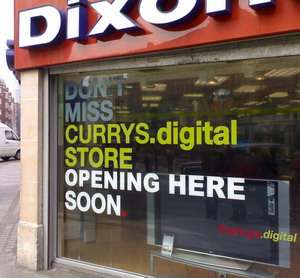 Dixon
DON'T
MISS
CURRYS.digital
STORE
OPENING HERE
SOON.
Currys.digital